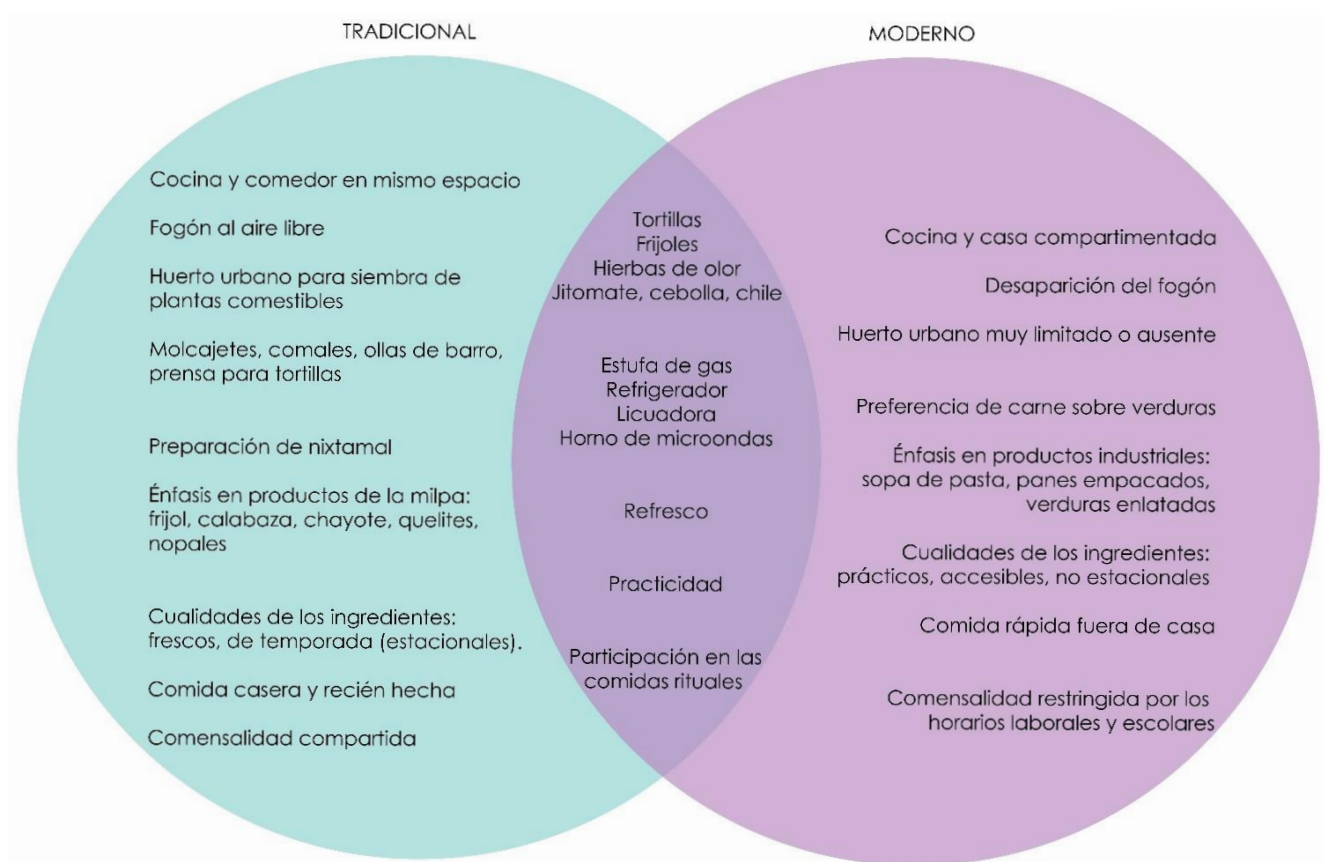 TRADICIONAL
MODERNO
Cocina y comedor en mismo espacio
Fogón al aire libre
Huerto urbano para siembra de
plantas comestibles
Molcajetes, comales, ollas de barro,
prensa para tortillas
Preparación de nixtamal
Énfasis en productos de la milpa:
frijol, calabaza, chayote, quelites,
nopales
Cualidades de los ingredientes:
frescos, de temporada (estacionales).
Comida casera y recién hecha
Comensalidad compartida
Tortillas
Frijoles
Hierbas de olor
Jitomate, cebolla, chile
Estufa de gas
Refrigerador
Licuadora
Horno de microondas
Refresco
Practicidad
Participación en las
comidas rituales
Cocina y casa compartimentada
Desaparición del fogón
Huerto urbano muy limitado o ausente
Preferencia de carne sobre verduras
Énfasis en productos industriales:
sopa de pasta, panes empacados,
verduras enlatadas
Cualidades de los ingredientes:
prácticos, accesibles, no estacionales
Comida rápida fuera de casa
Comensalidad restringida por los
horarios laborales y escolares